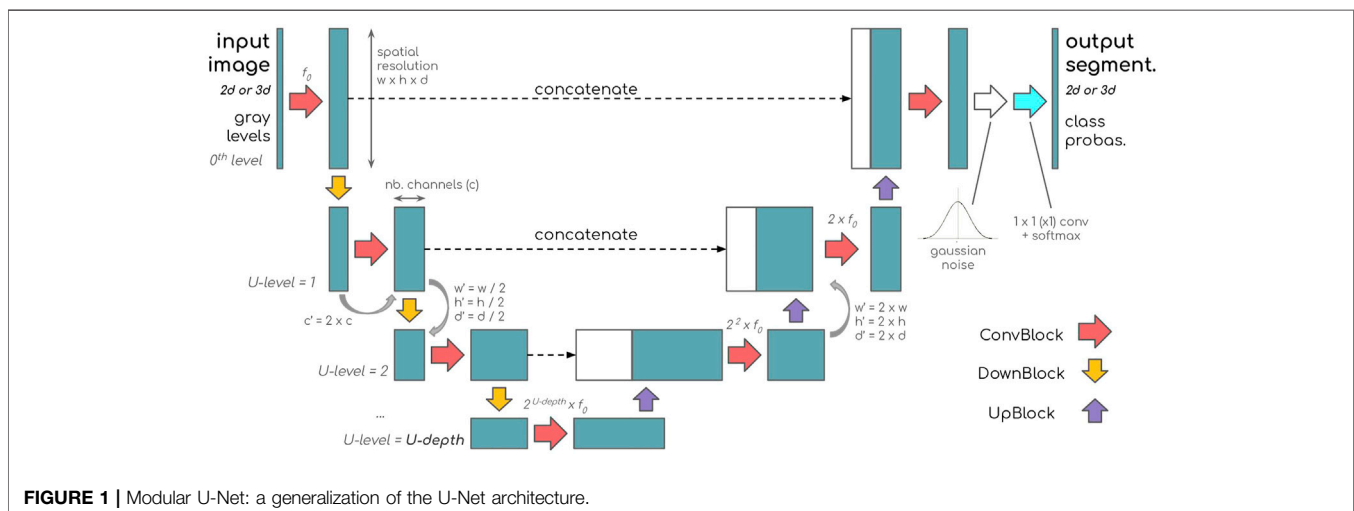 input
image
2d or 3d
gray
levels
0th level
f0
spatial
resolution
w x h x d
concatenate
output
segment.
2d or 3d
class
probas.
nb. channels (c)
concatenate
2 x f0
gaussian
noise
1 x 1 (x1) conv
+ softmax
U-level = 1
c' = 2 x c
w' = w / 2
h' = h / 2
d' = d / 2
w' = 2 x w
h' = 2 x h
d' = 2 x d
2² x f0
U-level = 2
...
2^U-depth x f0
U-level = U-depth
ConvBlock
DownBlock
UpBlock
FIGURE 1 | Modular U-Net: a generalization of the U-Net architecture.